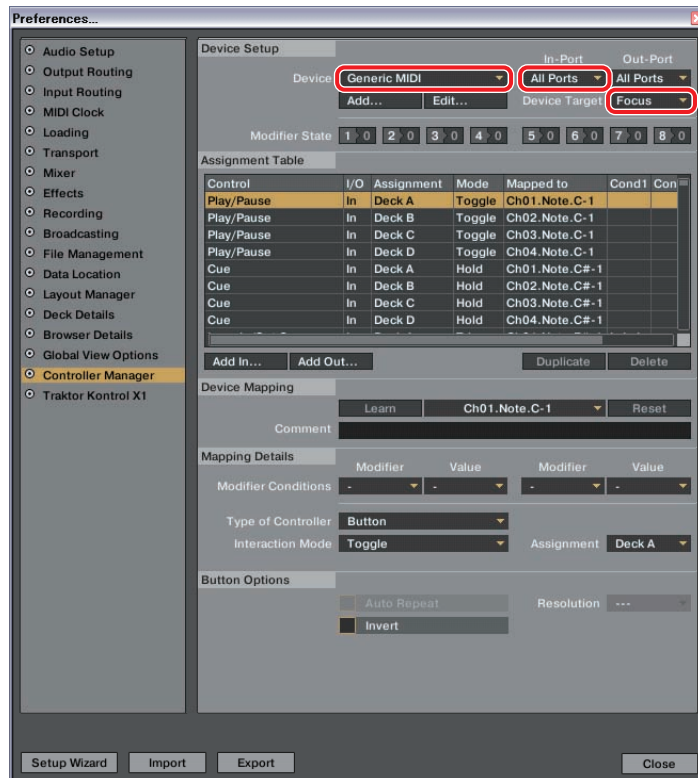 Preferences...
Audio Setup
Output Routing
Input Routing
MIDI Clock
Loading
Transport
Mixer
Effects
Recording
Broadcasting
File Management
Data Location
Layout Manager
Deck Details
Browser Details
Global View Options
Controller Manager
Traktor Kontrol X1
Device Setup
In-Port Out-Port
Device Generic MIDI All Ports All Ports
Add... Edit... Device Target Focus
Modifier State 1 0 2 0 3 0 4 0 5 0 6 0 7 0 8 0
Assignment Table
Control I/O Assignment Mode Mapped to Cond1 Con
Play/Pause In Deck A Toggle Ch01.Note.C-1
Play/Pause In Deck B Toggle Ch02.Note.C-1
Play/Pause In Deck C Toggle Ch03.Note.C-1
Play/Pause In Deck D Toggle Ch04.Note.C-1
Cue In Deck A Hold Ch01.Note.C#-1
Cue In Deck B Hold Ch02.Note.C#-1
Cue In Deck C Hold Ch03.Note.C#-1
Cue In Deck D Hold Ch04.Note.C#-1
Add In... Add Out... Duplicate Delete
Device Mapping
Learn Ch01.Note.C-1 Reset
Comment
Mapping Details
Modifier Value Modifier Value
Modifier Conditions - - - -
Type of Controller Button
Interaction Mode Toggle Assignment Deck A
Button Options
Auto Repeat Resolution ---
Invert
Setup Wizard Import Export Close